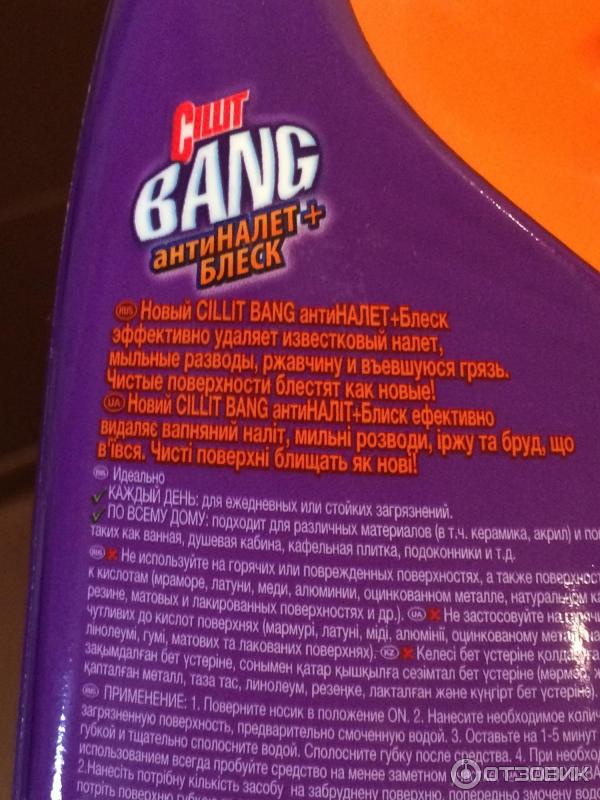 CILLIT
BANG
антиНАЛЕТ+
БЛЕСК
RUS Новый CILLIT BANG антиНАЛЕТ+Блеск
эффективно удаляет известковый налет,
мыльные разводы, ржавчину и въевшуюся грязь.
Чистые поверхности блестят как новые!
UA Новий CILLIT BANG антиНАЛІТ+Блиск ефективно
видаляє вапняний наліт, мильні розводи, іржу та бруд, що
в'ївся. Чисті поверхні блищать як нові!
RUS Идеально
КАЖДЫЙ ДЕНЬ: для ежедневных или стойких загрязнений.
ПО ВСЕМУ ДОМУ: подходит для различных материалов (в т.ч. керамика, акрил) и
таких как ванная, душевая кабина, кафельная плитка, подоконники и т.д.
RUS Не используйте на горячих или поврежденных поверхностях, а также
к кислотам (мраморе, латуни, меди, алюминии, оцинкованном металле, натуральном
резине, матовых и лакированных поверхностях и др.). UA Не застосовуйте на
чутливих до кислот поверхнях (мармурі, латуні, міді, алюмінії, оцинкованому металі,
лінолеумі, гумі, матових та лакованих поверхнях). KZ Келесі бет үстеріне
зақымдалған бет үстеріне, сонымен қатар қышқылға сезімтал бет үстеріне (мәрмәр,
қапталған металл, таза тас, линолеум, резеңке, лакталған және күңгірт бет үстеріне).
RUS ПРИМЕНЕНИЕ: 1. Поверните носик в положение ON. 2. Нанесите необходимое
загрязненную поверхность, предварительно смоченную водой. 3. Оставьте на 1-5 минут
губкой и тщательно сполосните водой. Сполосните губку после средства. 4. При
использованием всегда пробуйте средство на менее заметном
2.Нанесіть потрібну кількість засобу на забруднену поверхню, попередньо змочену
потріть поверхню
ОТЗОВИК